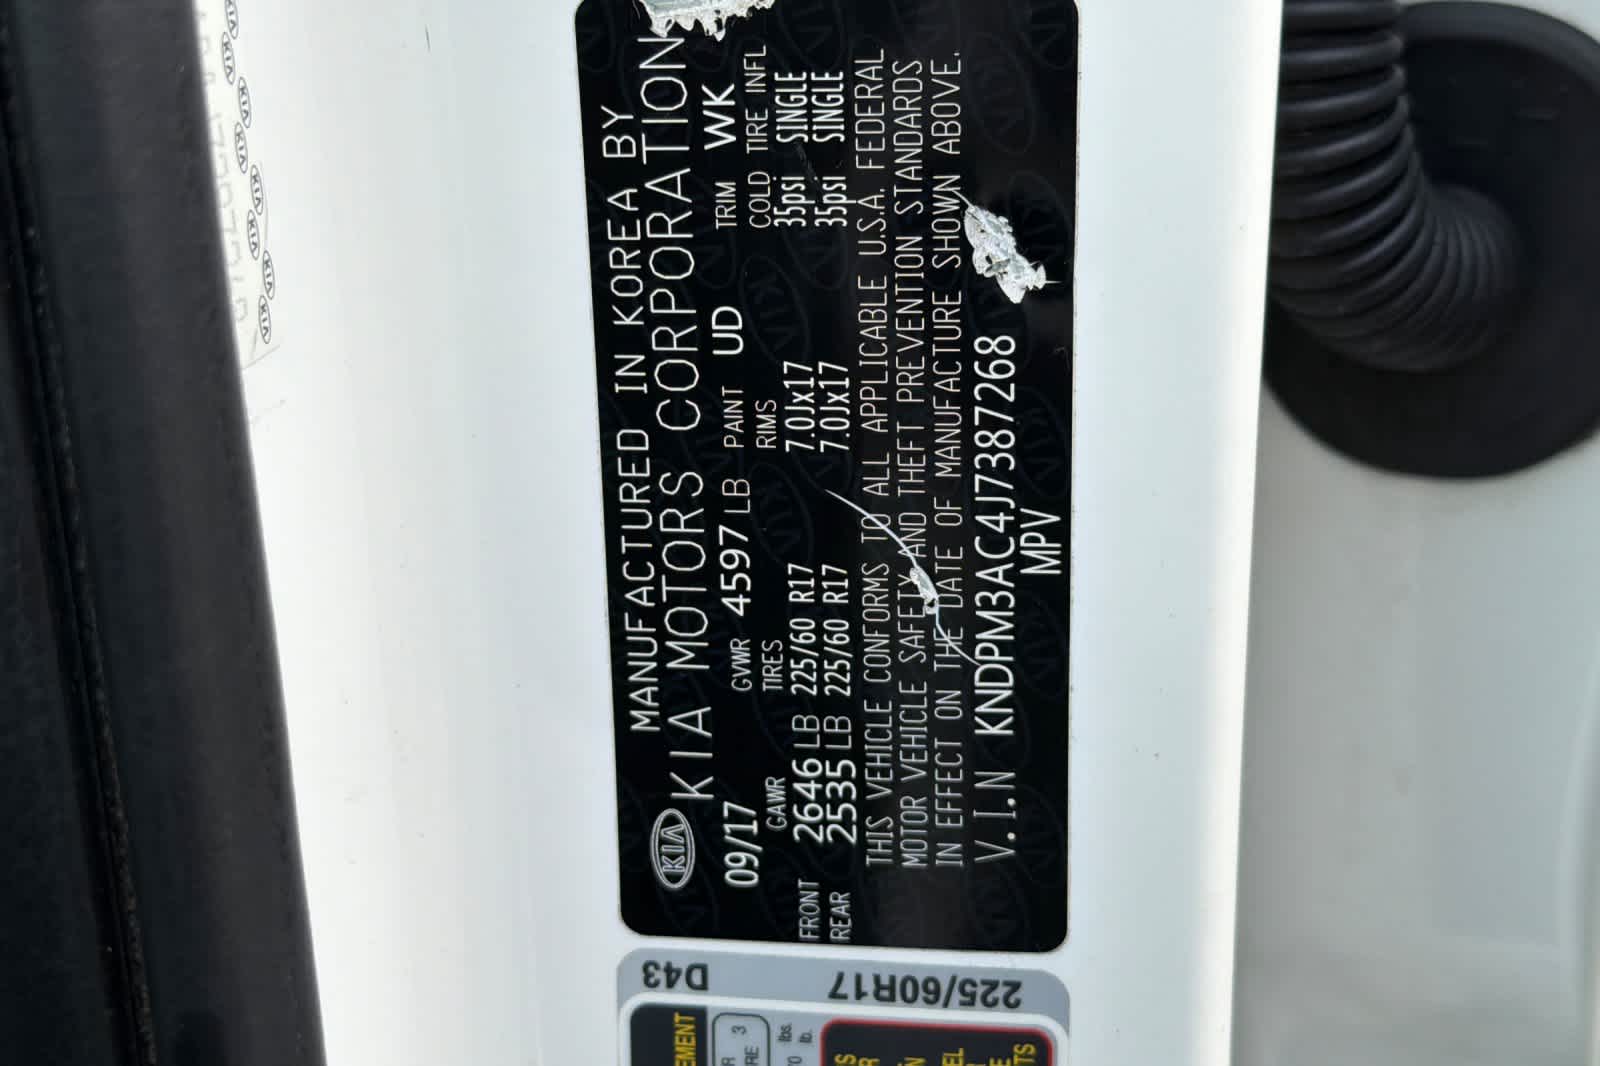 MANUFACTURED IN KOREA BY
KIA KIA MOTORS CORPORATION
09/17 GVWR 4597 LB PAINT UD TRIM WK
GAWR TIRES RIMS COLD TIRE INFL
FRONT 2646 LB 225/60 R17 7.0Jx17 35psi SINGLE
REAR 2535 LB 225/60 R17 7.0Jx17 35psi SINGLE
THIS VEHICLE CONFORMS TO ALL APPLICABLE U.S.A. FEDERAL
MOTOR VEHICLE SAFETY AND THEFT PREVENTION STANDARDS
IN EFFECT ON THE DATE OF MANUFACTURE SHOWN ABOVE.
V.I.N KNDPM3AC4J7387268
MPV
D43
225/60R17